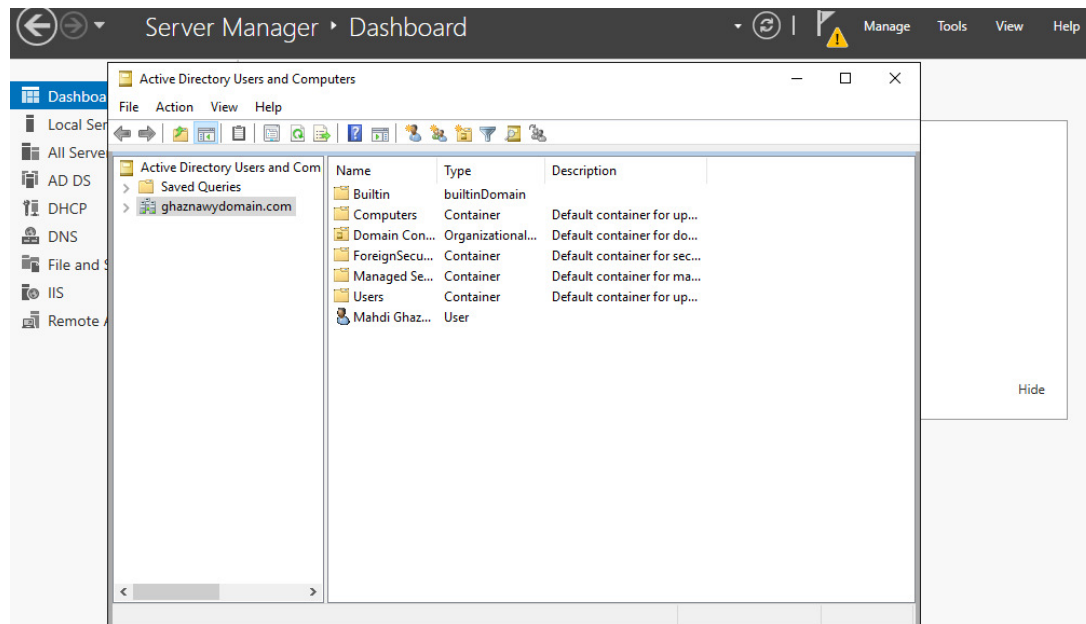 Server Manager ‣ Dashboard
Manage Tools View Help
Dashboa
Local Ser
All Serve
AD DS
DHCP
DNS
File and S
IIS
Remote A
Active Directory Users and Computers
File Action View Help
Active Directory Users and Com
Saved Queries
ghaznawydomain.com
Name Type Description
Builtin builtinDomain
Computers Container Default container for up...
Domain Con... Organizational... Default container for do...
ForeignSecu... Container Default container for sec...
Managed Se... Container Default container for ma...
Users Container Default container for up...
Mahdi Ghaz... User
Hide